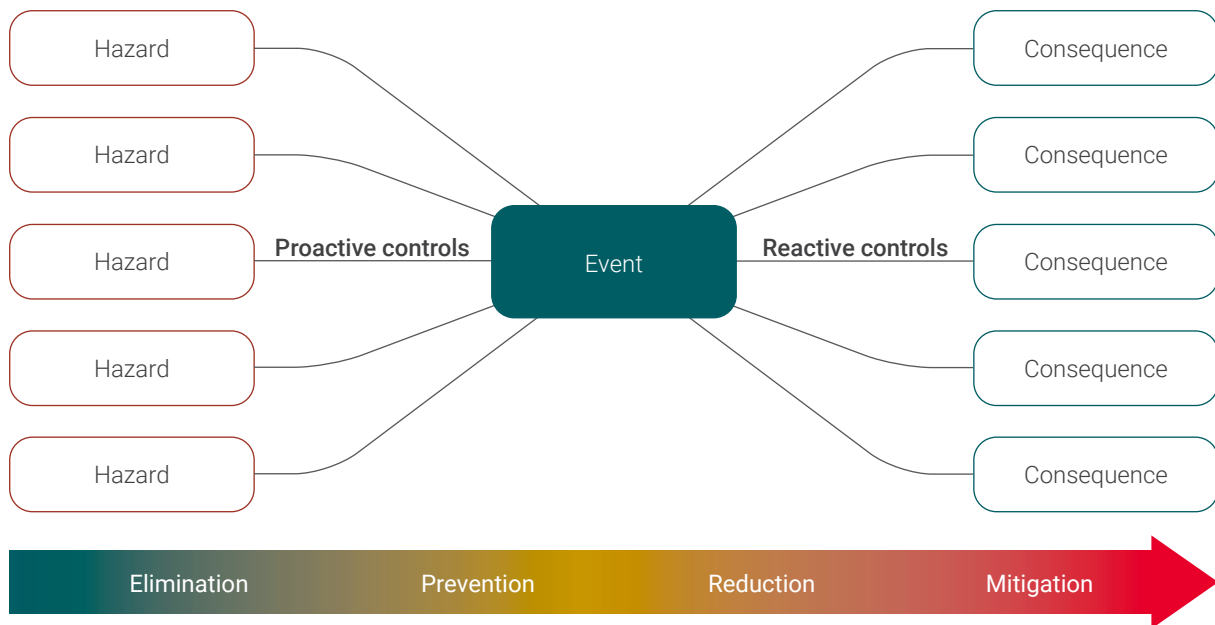 Hazard
Consequence
Hazard
Consequence
Hazard
Proactive controls
Event
Reactive controls
Consequence
Hazard
Consequence
Hazard
Consequence
Elimination
Prevention
Reduction
Mitigation